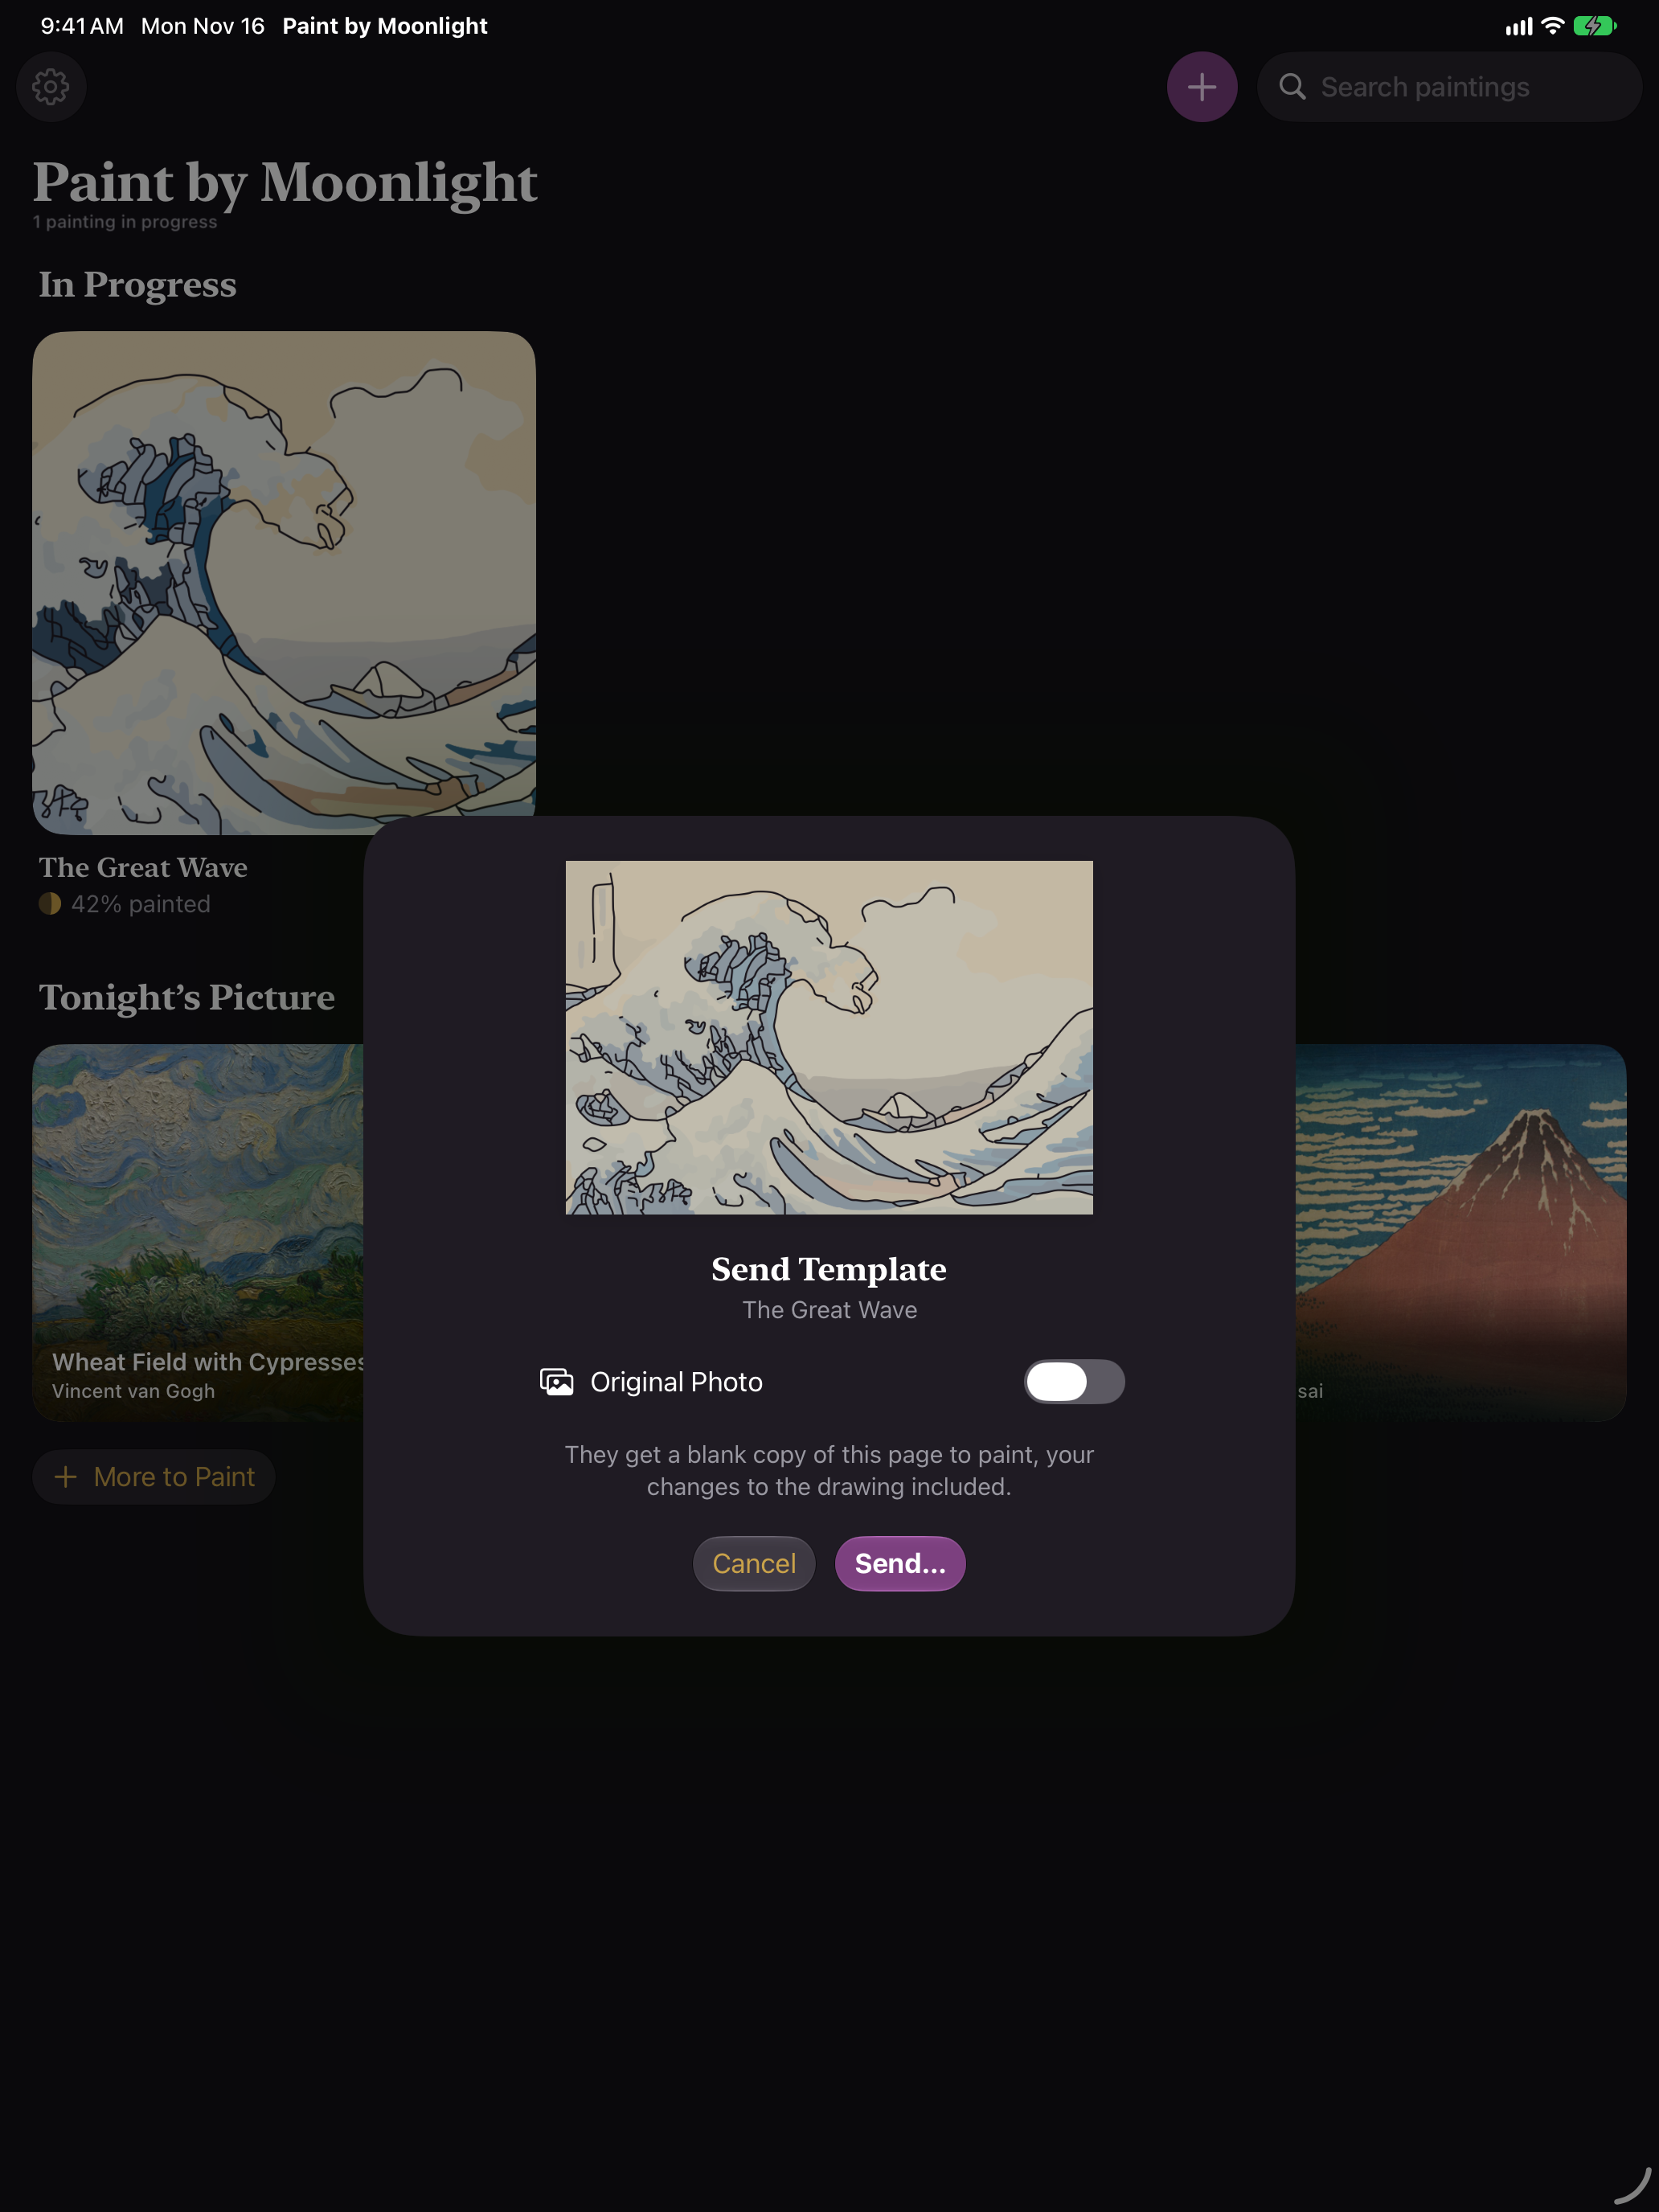 9:41 AM Mon Nov 16 Paint by Moonlight
Search paintings
Paint by Moonlight
1 painting in progress
In Progress
The Great Wave
42% painted
Tonight’s Picture
Wheat Field with Cypresses
Vincent van Gogh
sai
More to Paint
Send Template
The Great Wave
Original Photo
They get a blank copy of this page to paint, your
changes to the drawing included.
Cancel
Send...